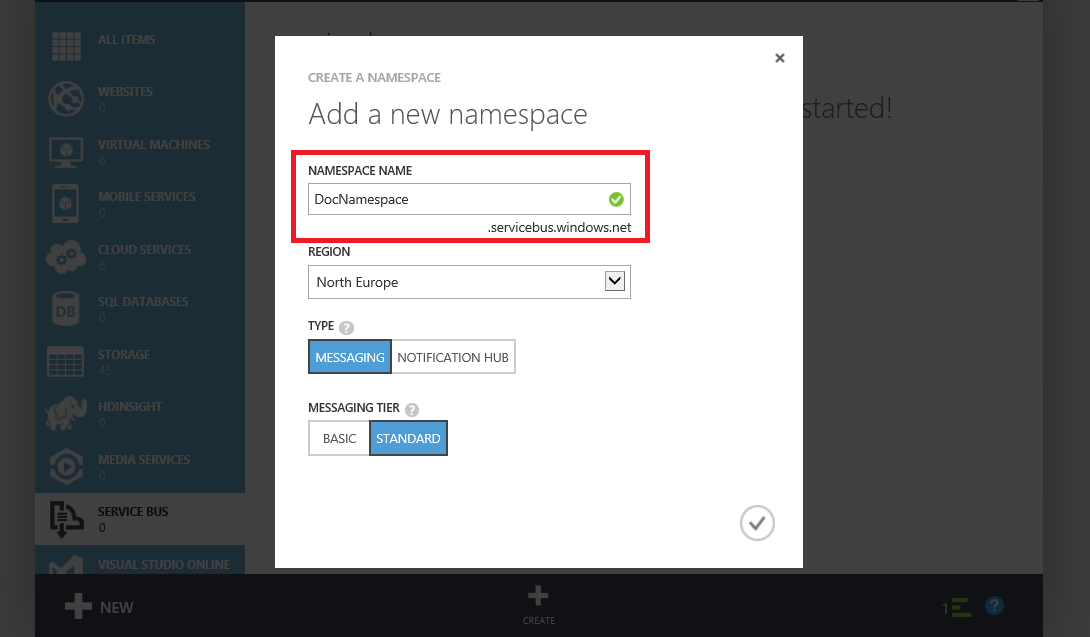 ALL ITEMS
WEBSITES
0
VIRTUAL MACHINES
6
MOBILE SERVICES
0
CLOUD SERVICES
6
SQL DATABASES
0
DB
STORAGE
45
HDINSIGHT
0
MEDIA SERVICES
0
SERVICE BUS
0
VISUAL STUDIO ONLINE
started!
CREATE A NAMESPACE
Add a new namespace
NAMESPACE NAME
DocNamespace
.servicebus.windows.net
REGION
North Europe
TYPE ?
MESSAGING NOTIFICATION HUB
MESSAGING TIER ?
BASIC STANDARD
NEW
CREATE
1 ?